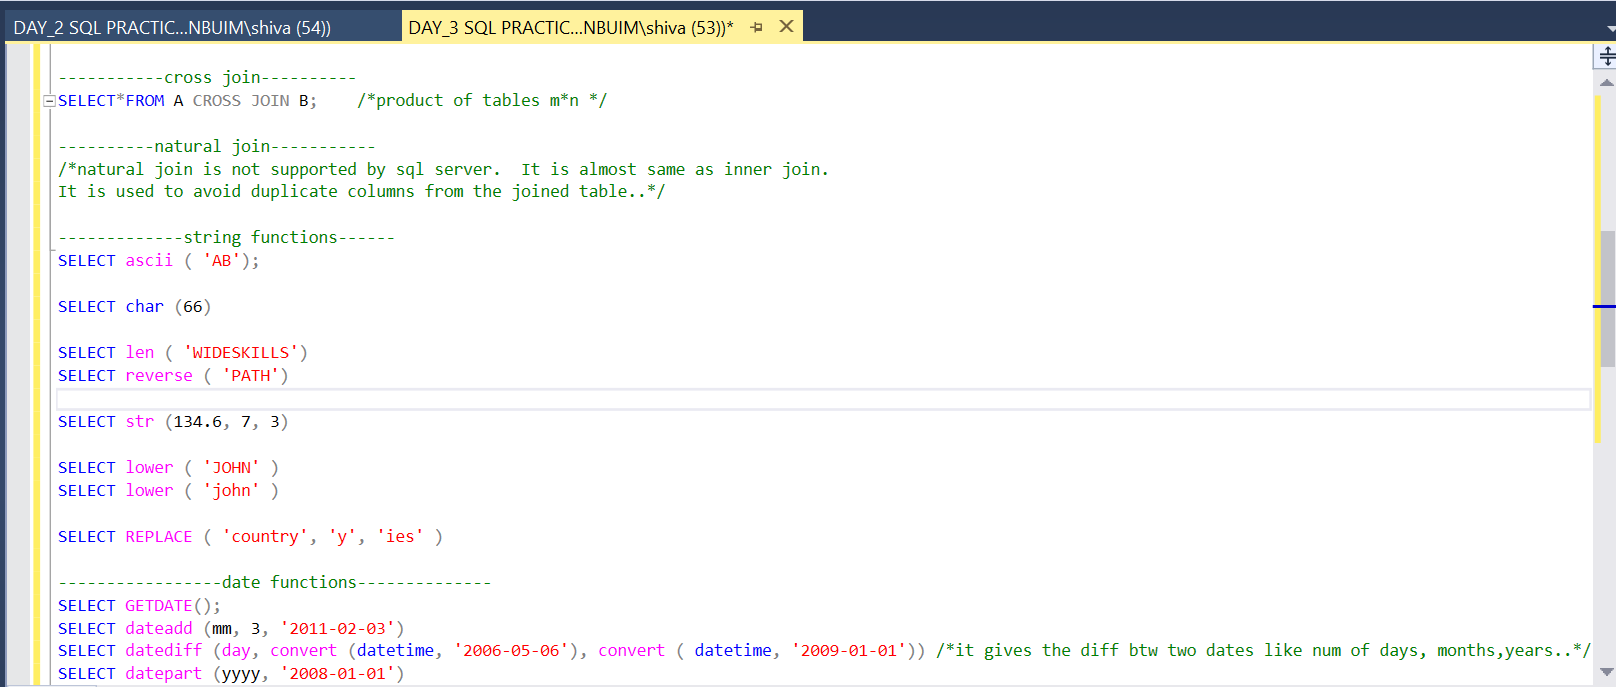 DAY_2 SQL PRACTIC...NBUIM\shiva (54))
DAY_3 SQL PRACTIC...NBUIM\shiva (53))*
-----------cross join----------
SELECT*FROM A CROSS JOIN B;    /*product of tables m*n */
----------natural join-----------
/*natural join is not supported by sql server.  It is almost same as inner join.
It is used to avoid duplicate columns from the joined table..*/
-------------string functions------
SELECT ascii ( 'AB');
SELECT char (66)
SELECT len ( 'WIDESKILLS')
SELECT reverse ( 'PATH')
SELECT str (134.6, 7, 3)
SELECT lower ( 'JOHN' )
SELECT lower ( 'john' )
SELECT REPLACE ( 'country', 'y', 'ies' )
-----------------date functions--------------
SELECT GETDATE();
SELECT dateadd (mm, 3, '2011-02-03')
SELECT datediff (day, convert (datetime, '2006-05-06'), convert ( datetime, '2009-01-01')) /*it gives the diff btw two dates like num of days, months,years..*/
SELECT datepart (yyyy, '2008-01-01')